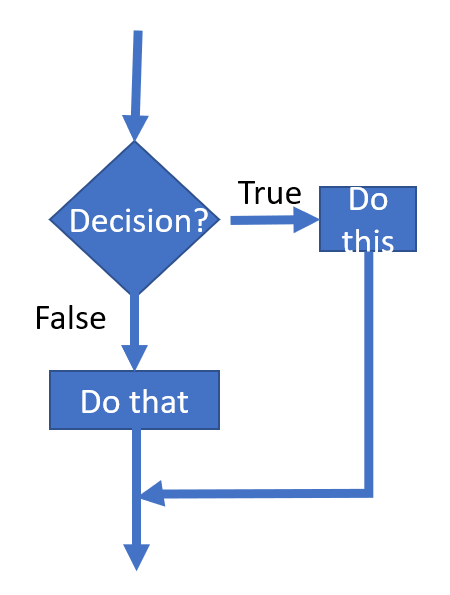 True
Decision?
Do
this
False
Do that